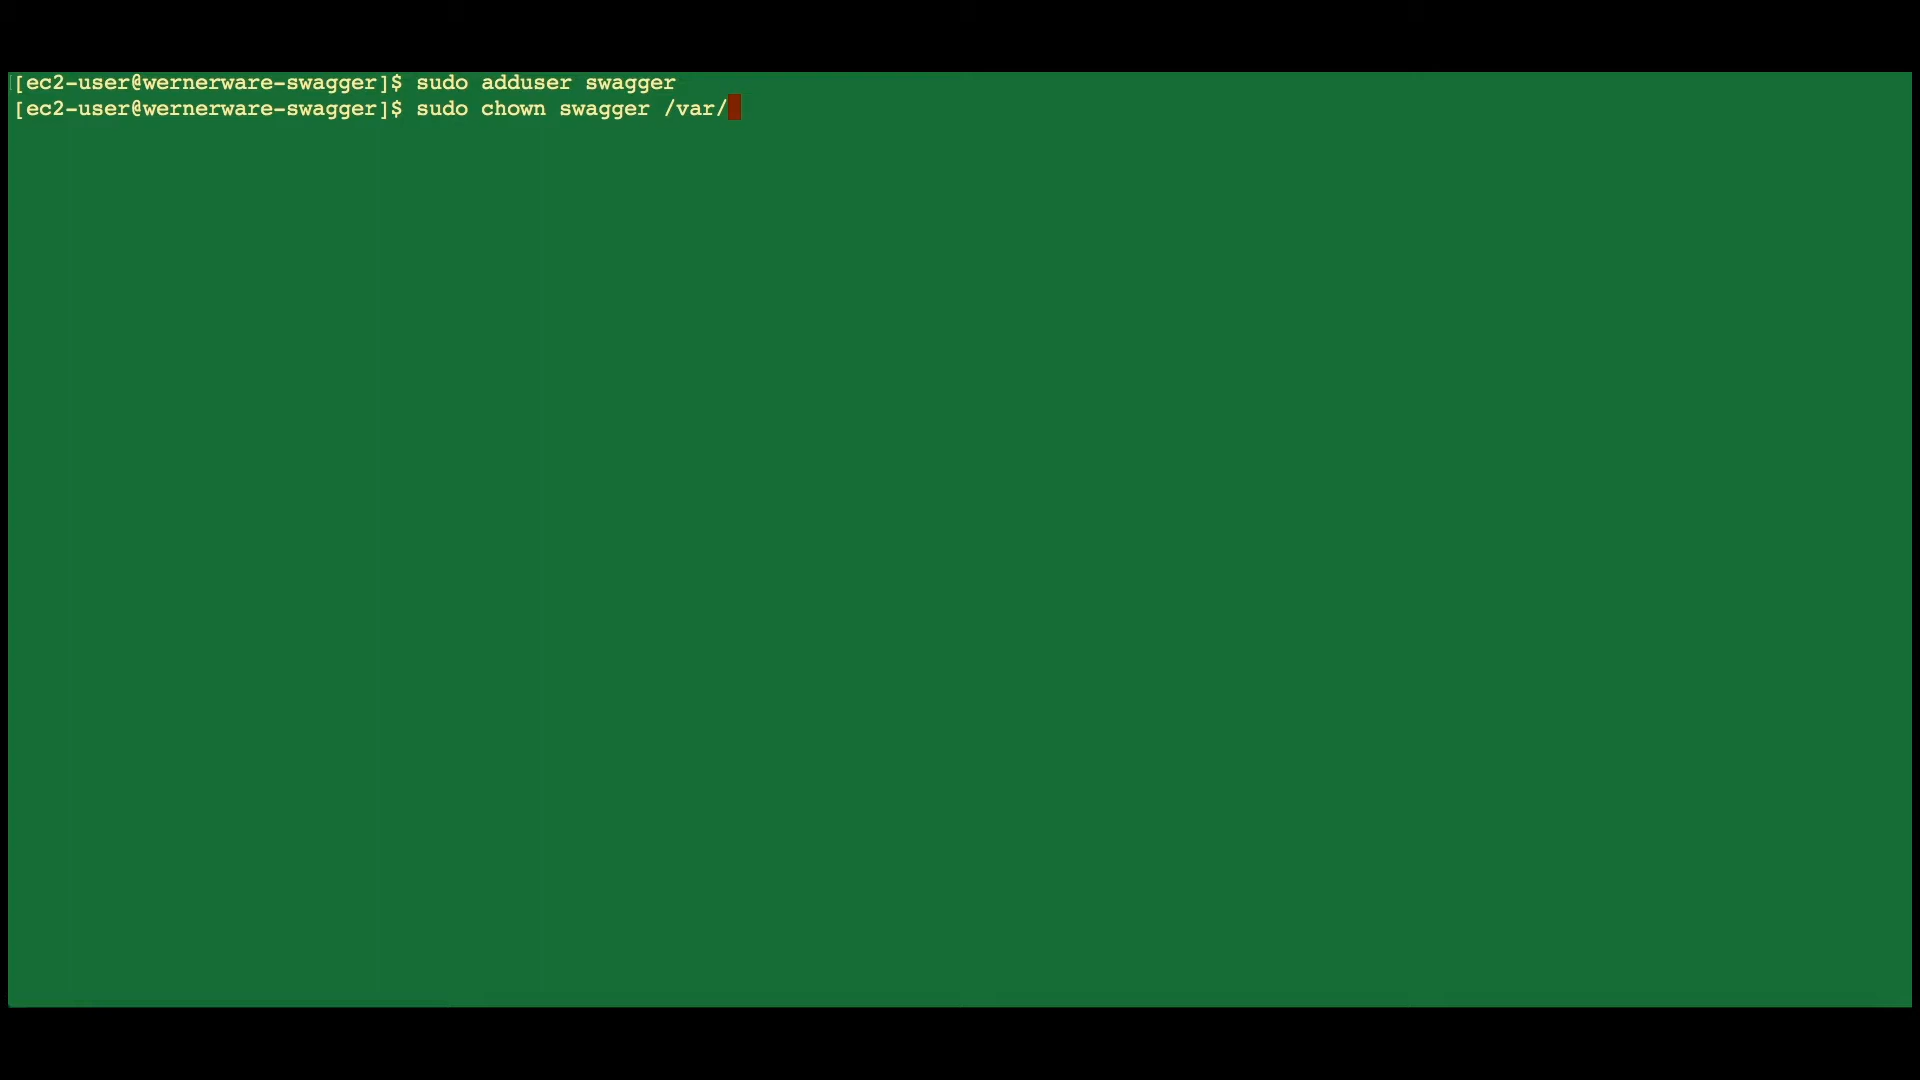 [ec2-user@wernerware-swagger]$ sudo adduser swagger
[ec2-user@wernerware-swagger]$ sudo chown swagger /var/